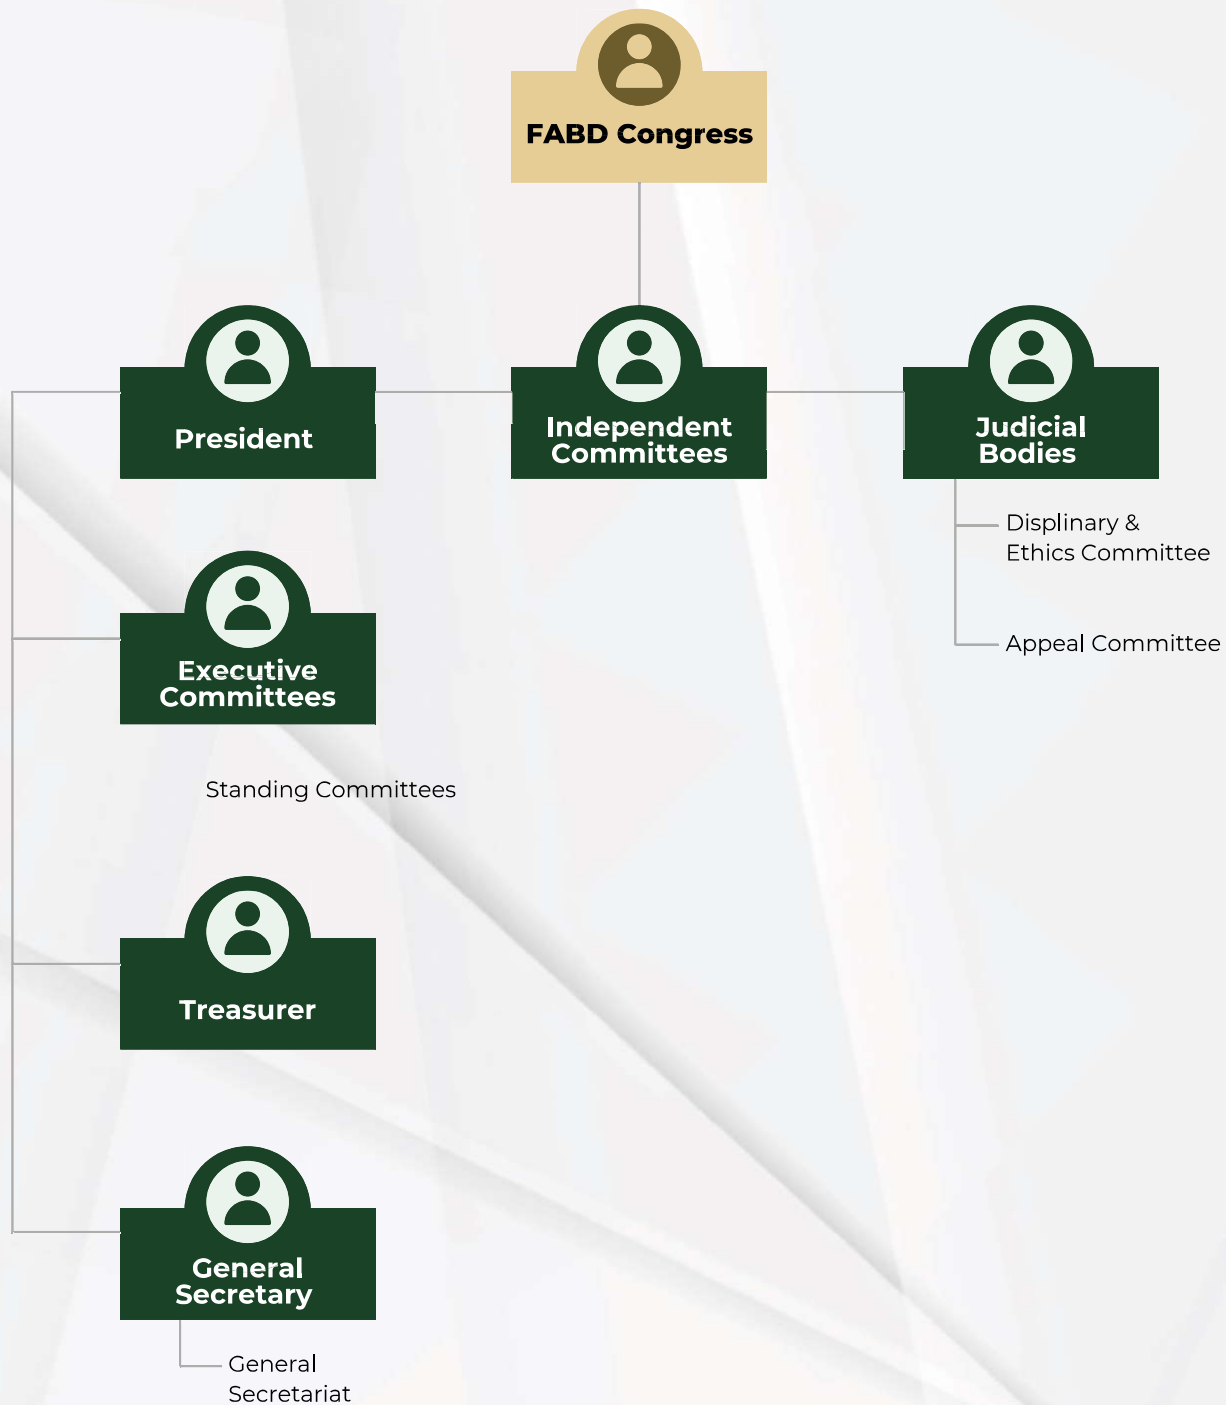 FABD Congress
President
Independent
Committees
Judicial
Bodies
Displinary &
Ethics Committee
Appeal Committee
Executive
Committees
Standing Committees
Treasurer
General
Secretary
General
Secretariat